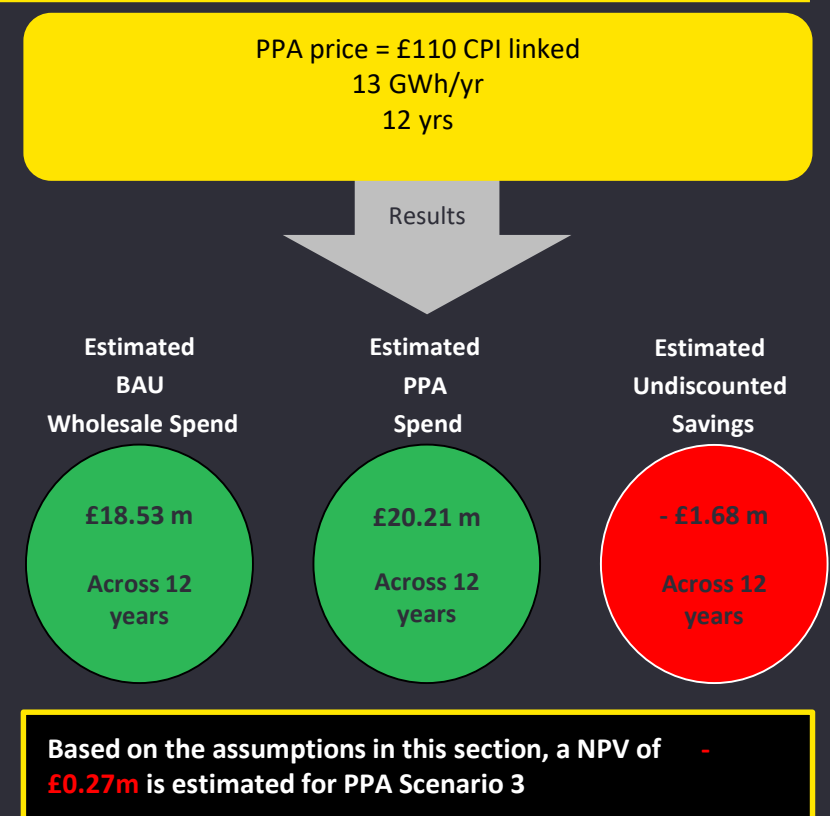 PPA price = £110 CPI linked
13 GWh/yr
12 yrs
Results
Estimated
BAU
Wholesale Spend
Estimated
PPA
Spend
Estimated
Undiscounted
Savings
£18.53 m
Across 12
years
£20.21 m
Across 12
years
- £1.68 m
Across 12
years
Based on the assumptions in this section, a NPV of -
£0.27m is estimated for PPA Scenario 3